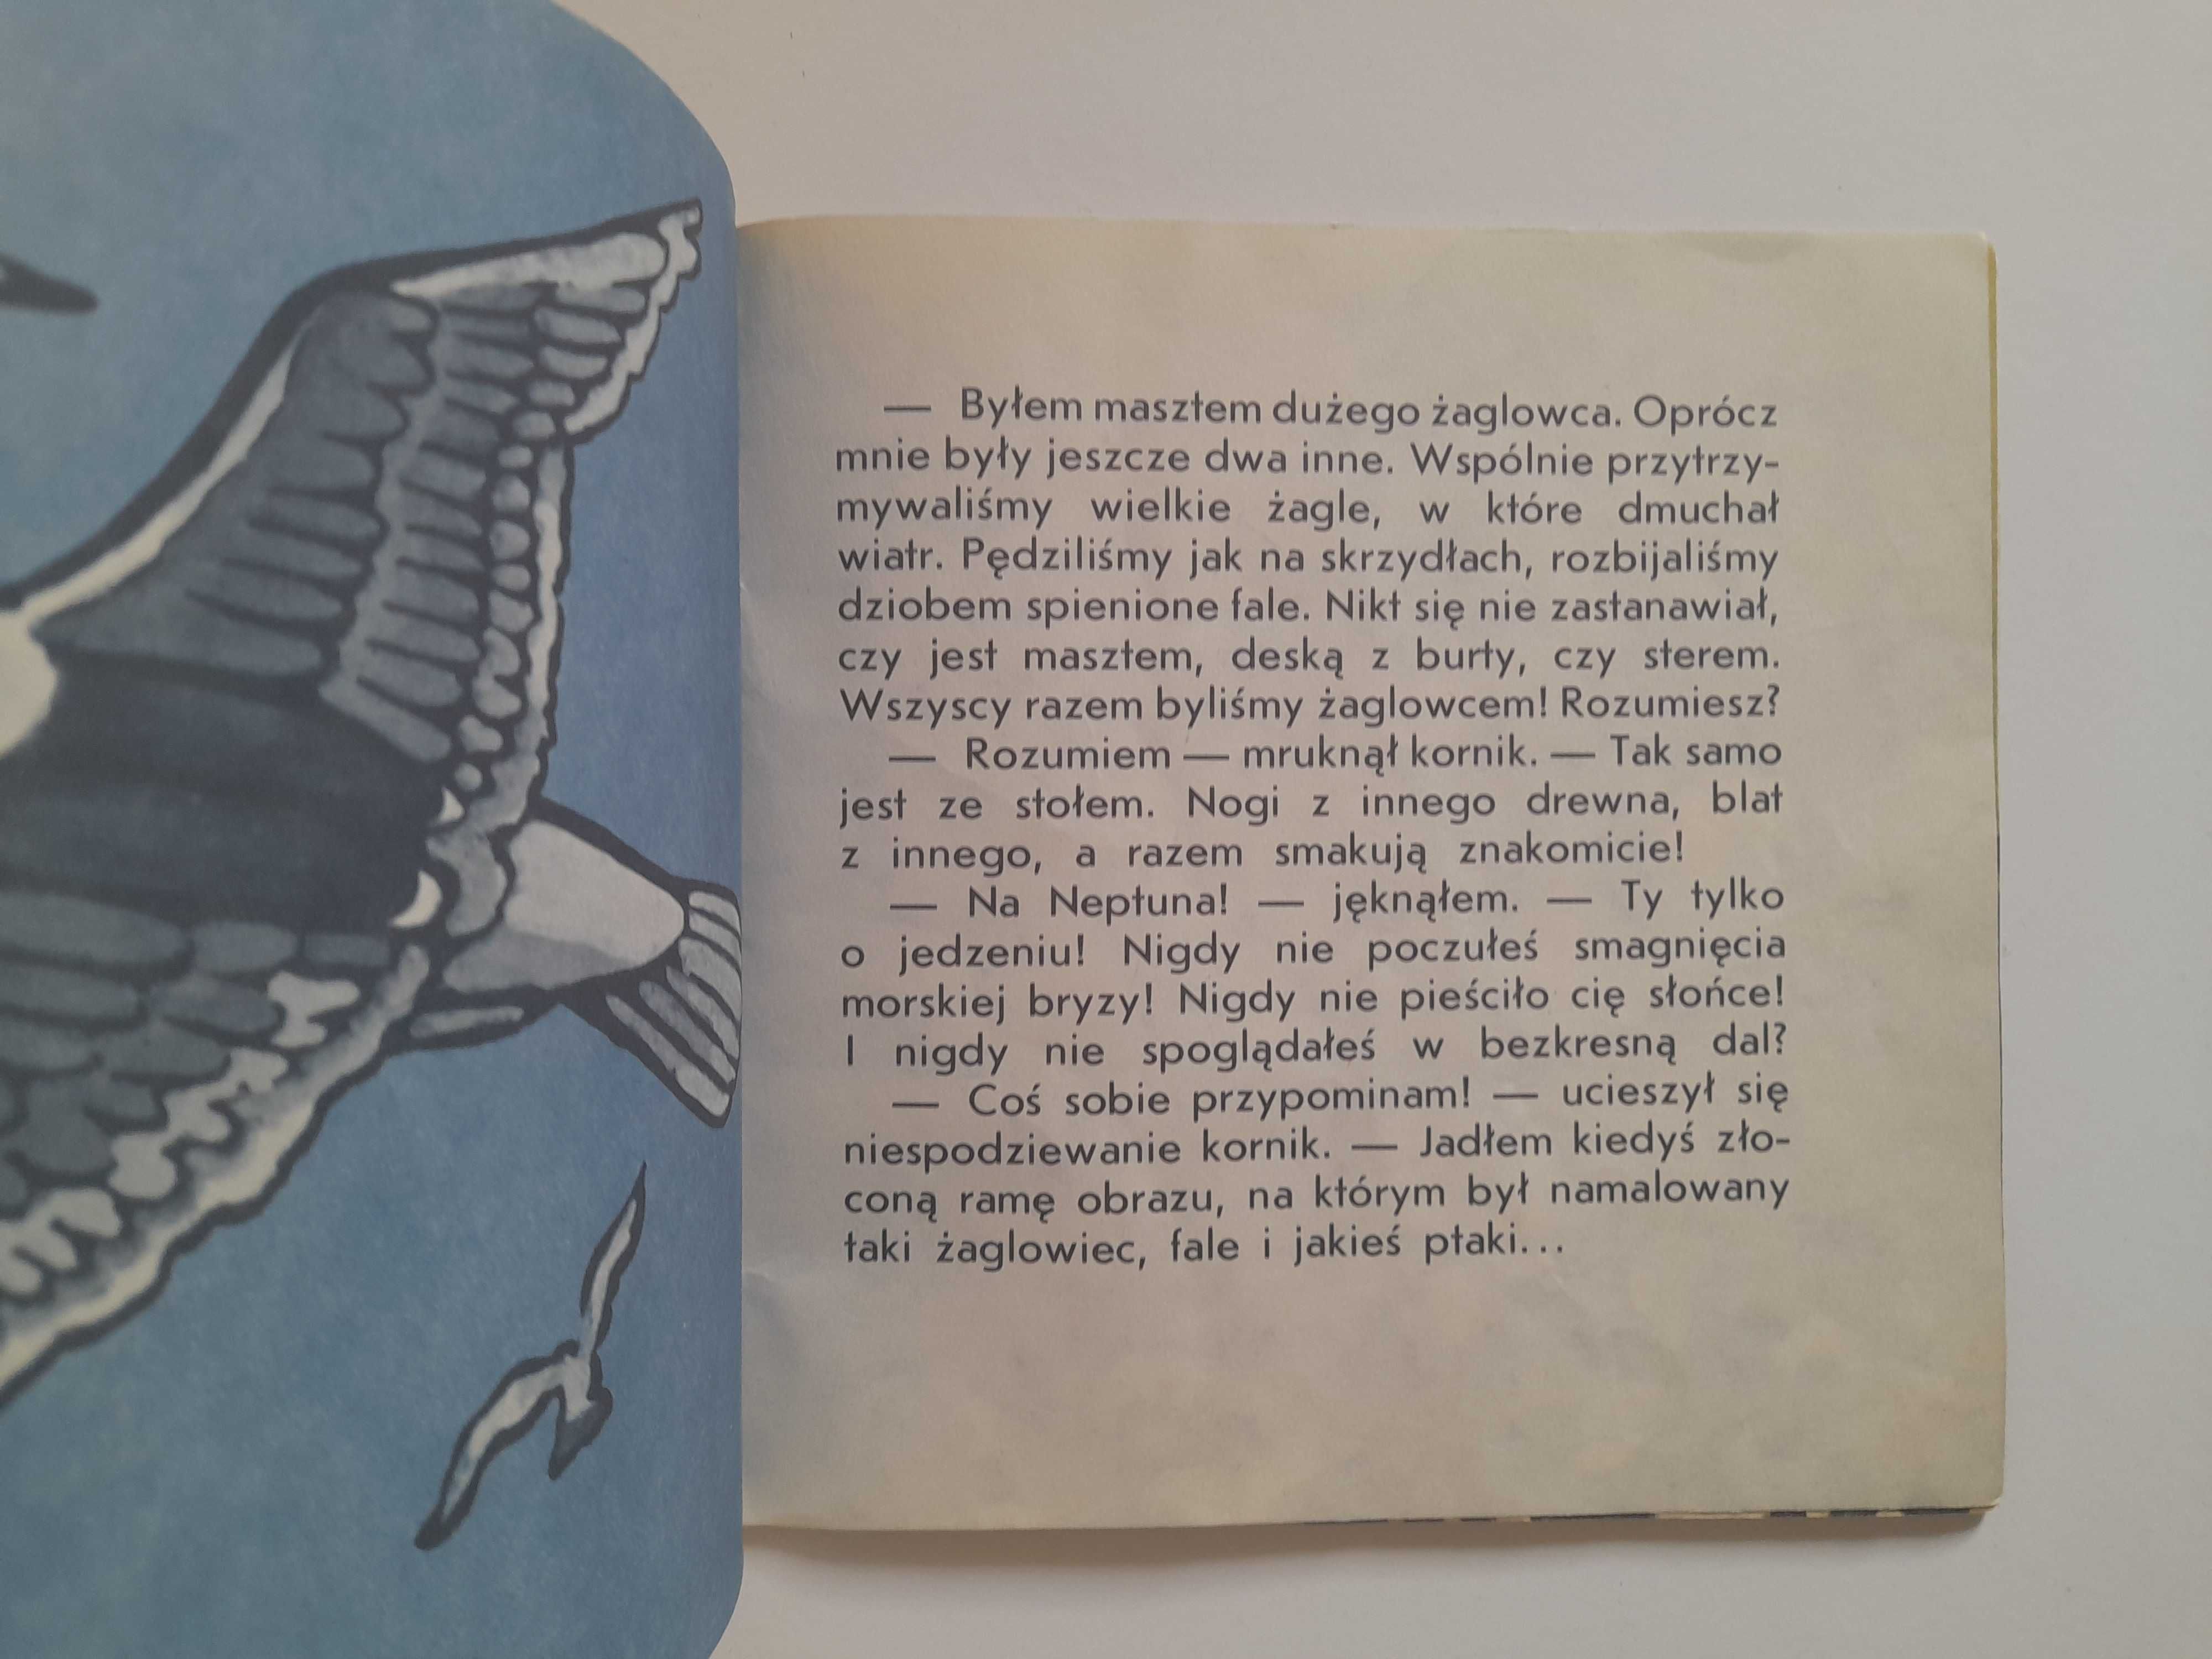 — Byłem masztem dużego żaglowca. Oprócz
mnie były jeszcze dwa inne. Wspólnie przytrzy-
mywaliśmy wielkie żagle, w które dmuchał
wiatr. Pędziliśmy jak na skrzydłach, rozbijaliśmy
dziobem spienione fale. Nikt się nie zastanawiał,
czy jest masztem, deską z burty, czy sterem.
Wszyscy razem byliśmy żaglowcem! Rozumiesz?
— Rozumiem — mruknął kornik. — Tak samo
jest ze stołem. Nogi z innego drewna, blat
z innego, a razem smakują znakomicie!
— Na Neptuna! — jęknąłem. — Ty tylko
o jedzeniu! Nigdy nie poczułeś smagnięcia
morskiej bryzy! Nigdy nie pieściło cię słońce!
I nigdy nie spoglądałeś w bezkresną dal?
— Coś sobie przypominam! — ucieszył się
niespodziewanie kornik. — Jadłem kiedyś zło-
coną ramę obrazu, na którym był namalowany
taki żaglowiec, fale i jakieś ptaki...